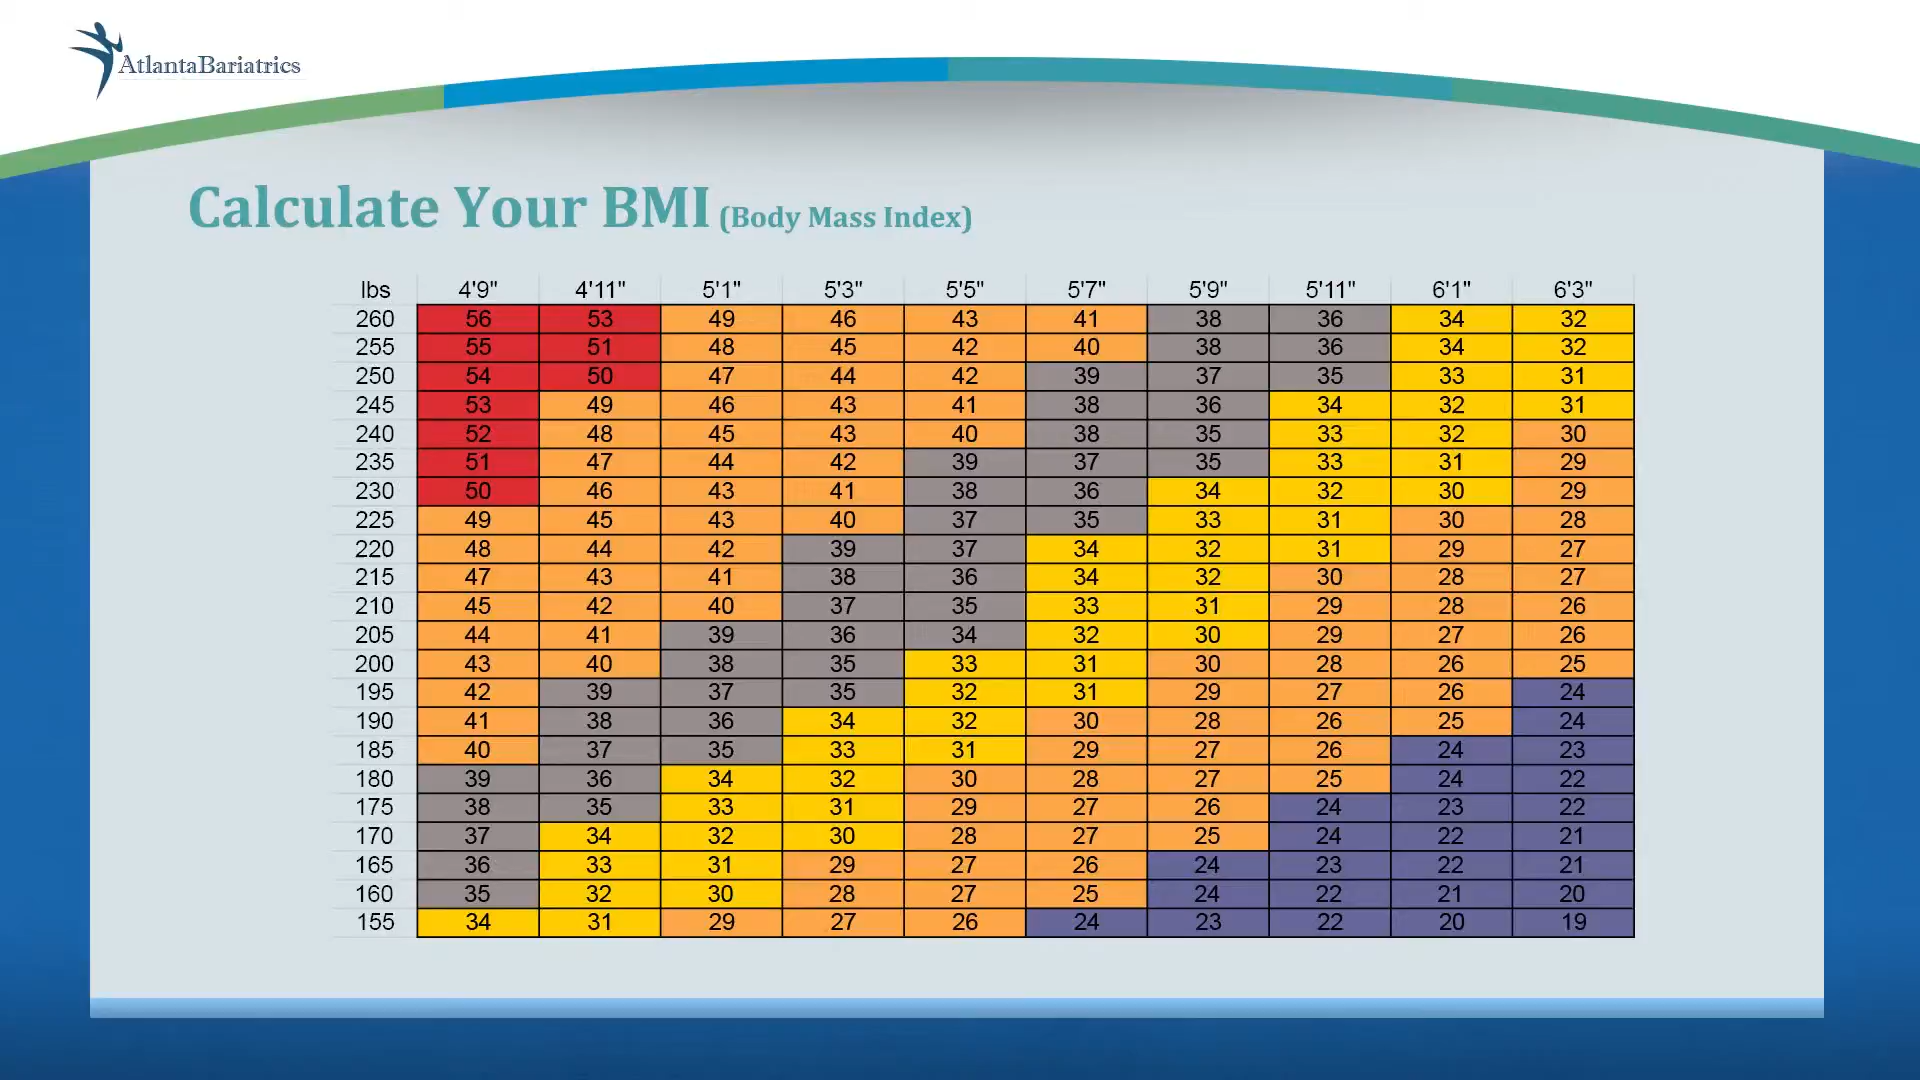 AtlantaBariatrics
Calculate Your BMI (Body Mass Index)
lbs 4'9" 4'11" 5'1" 5'3" 5'5" 5'7" 5'9" 5'11" 6'1" 6'3"
260 56 53 49 46 43 41 38 36 34 32
255 55 51 48 45 42 40 38 36 34 32
250 54 50 47 44 42 39 37 35 33 31
245 53 49 46 43 41 38 36 34 32 31
240 52 48 45 43 40 38 35 33 32 30
235 51 47 44 42 39 37 35 33 31 29
230 50 46 43 41 38 36 34 32 30 29
225 49 45 43 40 37 35 33 31 30 28
220 48 44 42 39 37 34 32 31 29 27
215 47 43 41 38 36 34 32 30 28 27
210 45 42 40 37 35 33 31 29 28 26
205 44 41 39 36 34 32 30 29 27 26
200 43 40 38 35 33 31 30 28 26 25
195 42 39 37 35 32 31 29 27 26 24
190 41 38 36 34 32 30 28 26 25 24
185 40 37 35 33 31 29 27 26 24 23
180 39 36 34 32 30 28 27 25 24 22
175 38 35 33 31 29 27 26 24 23 22
170 37 34 32 30 28 27 25 24 22 21
165 36 33 31 29 27 26 24 23 22 21
160 35 32 30 28 27 25 24 22 21 20
155 34 31 29 27 26 24 23 22 20 19